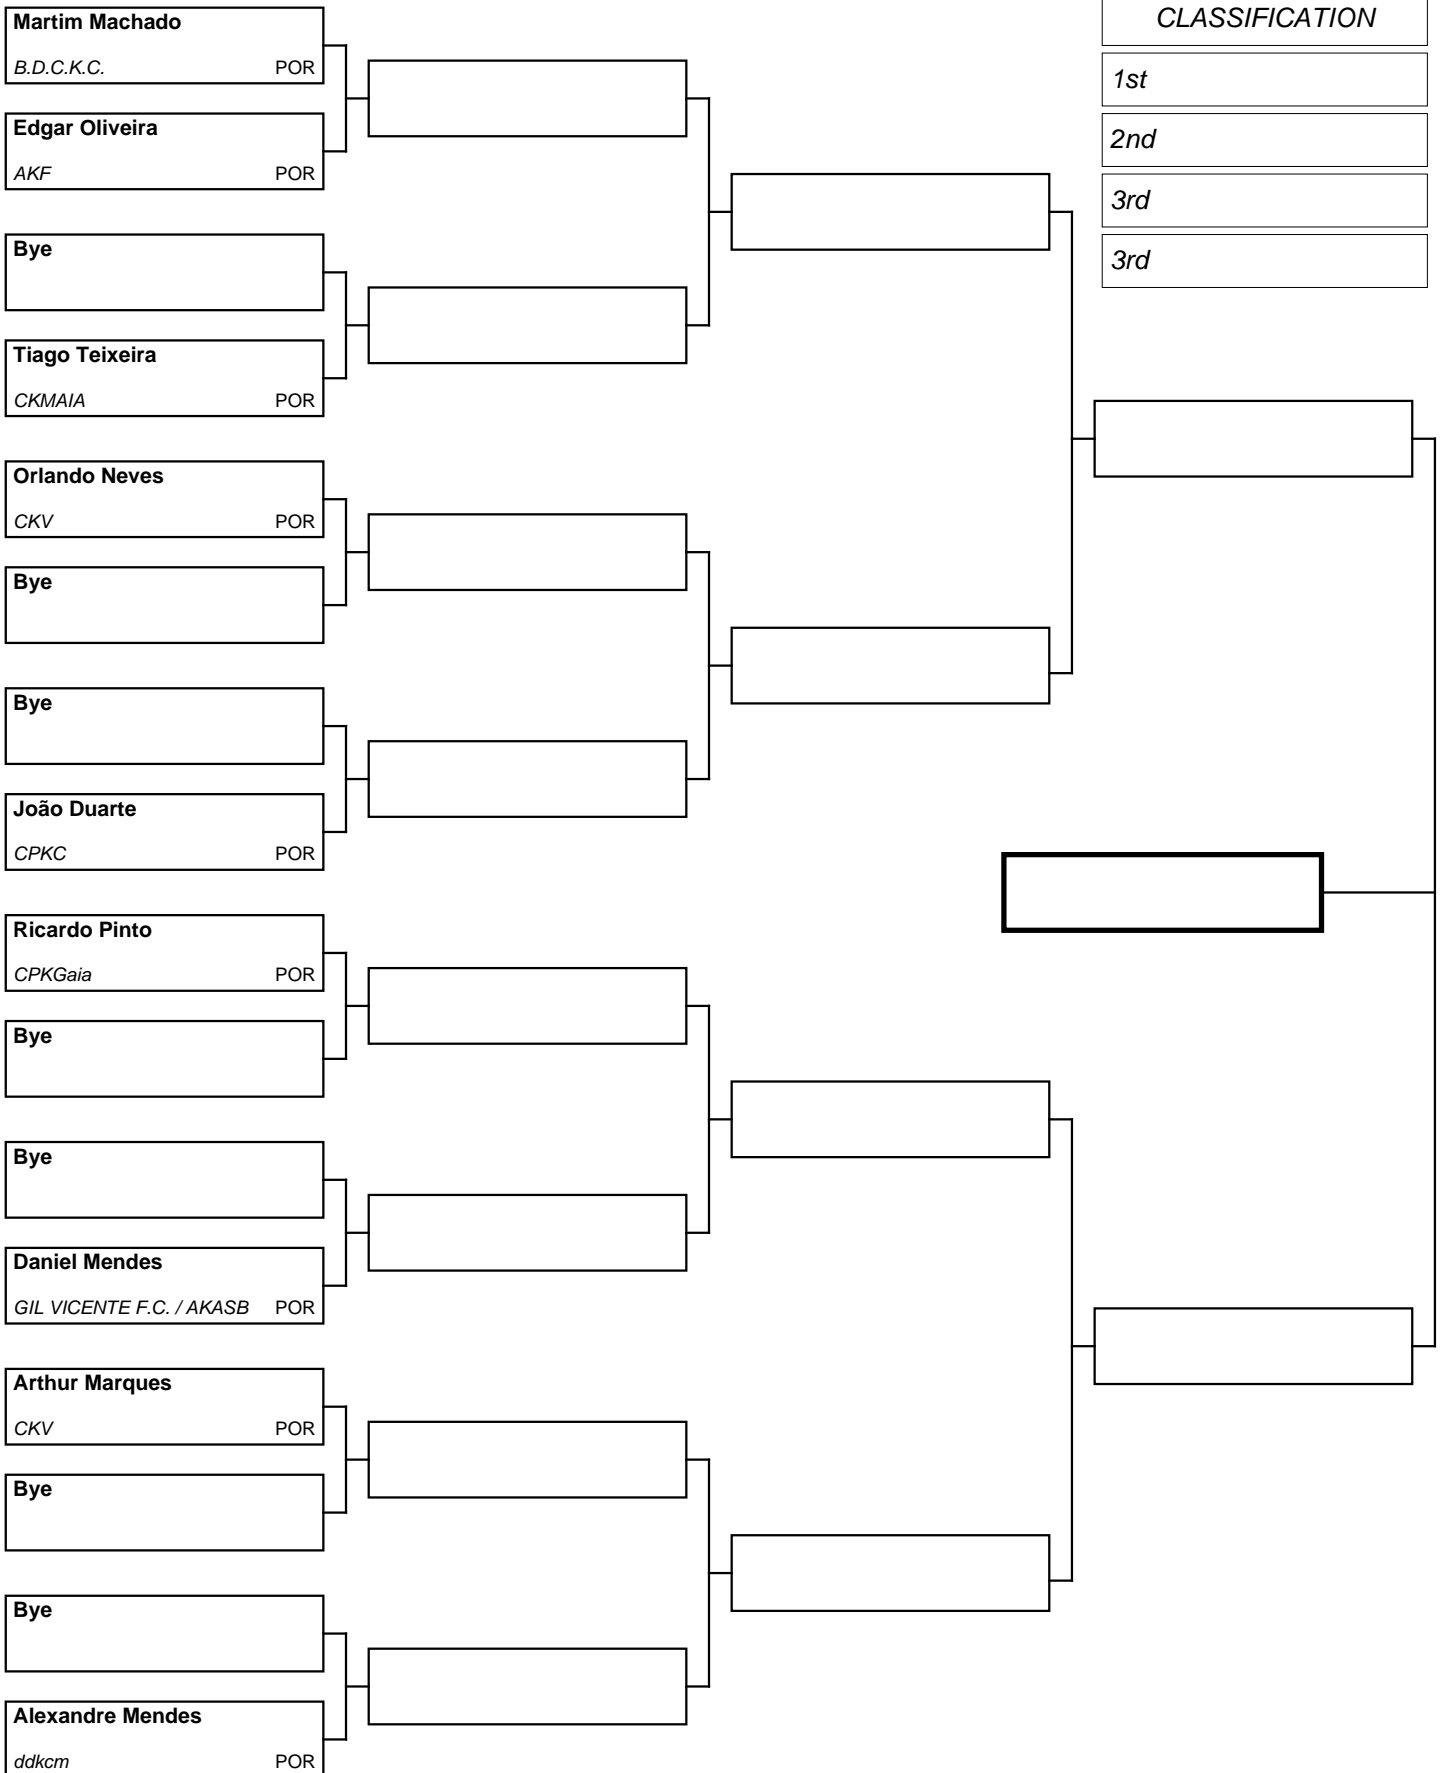 Martim Machado
B.D.C.K.C. POR
Edgar Oliveira
AKF POR
Bye
Tiago Teixeira
CKMAIA POR
Orlando Neves
CKV POR
Bye
Bye
João Duarte
CPKC POR
Ricardo Pinto
CPKGaia POR
Bye
Bye
Daniel Mendes
GIL VICENTE F.C. / AKASB POR
Arthur Marques
CKV POR
Bye
Bye
Alexandre Mendes
ddkcm POR
CLASSIFICATION
1st
2nd
3rd
3rd